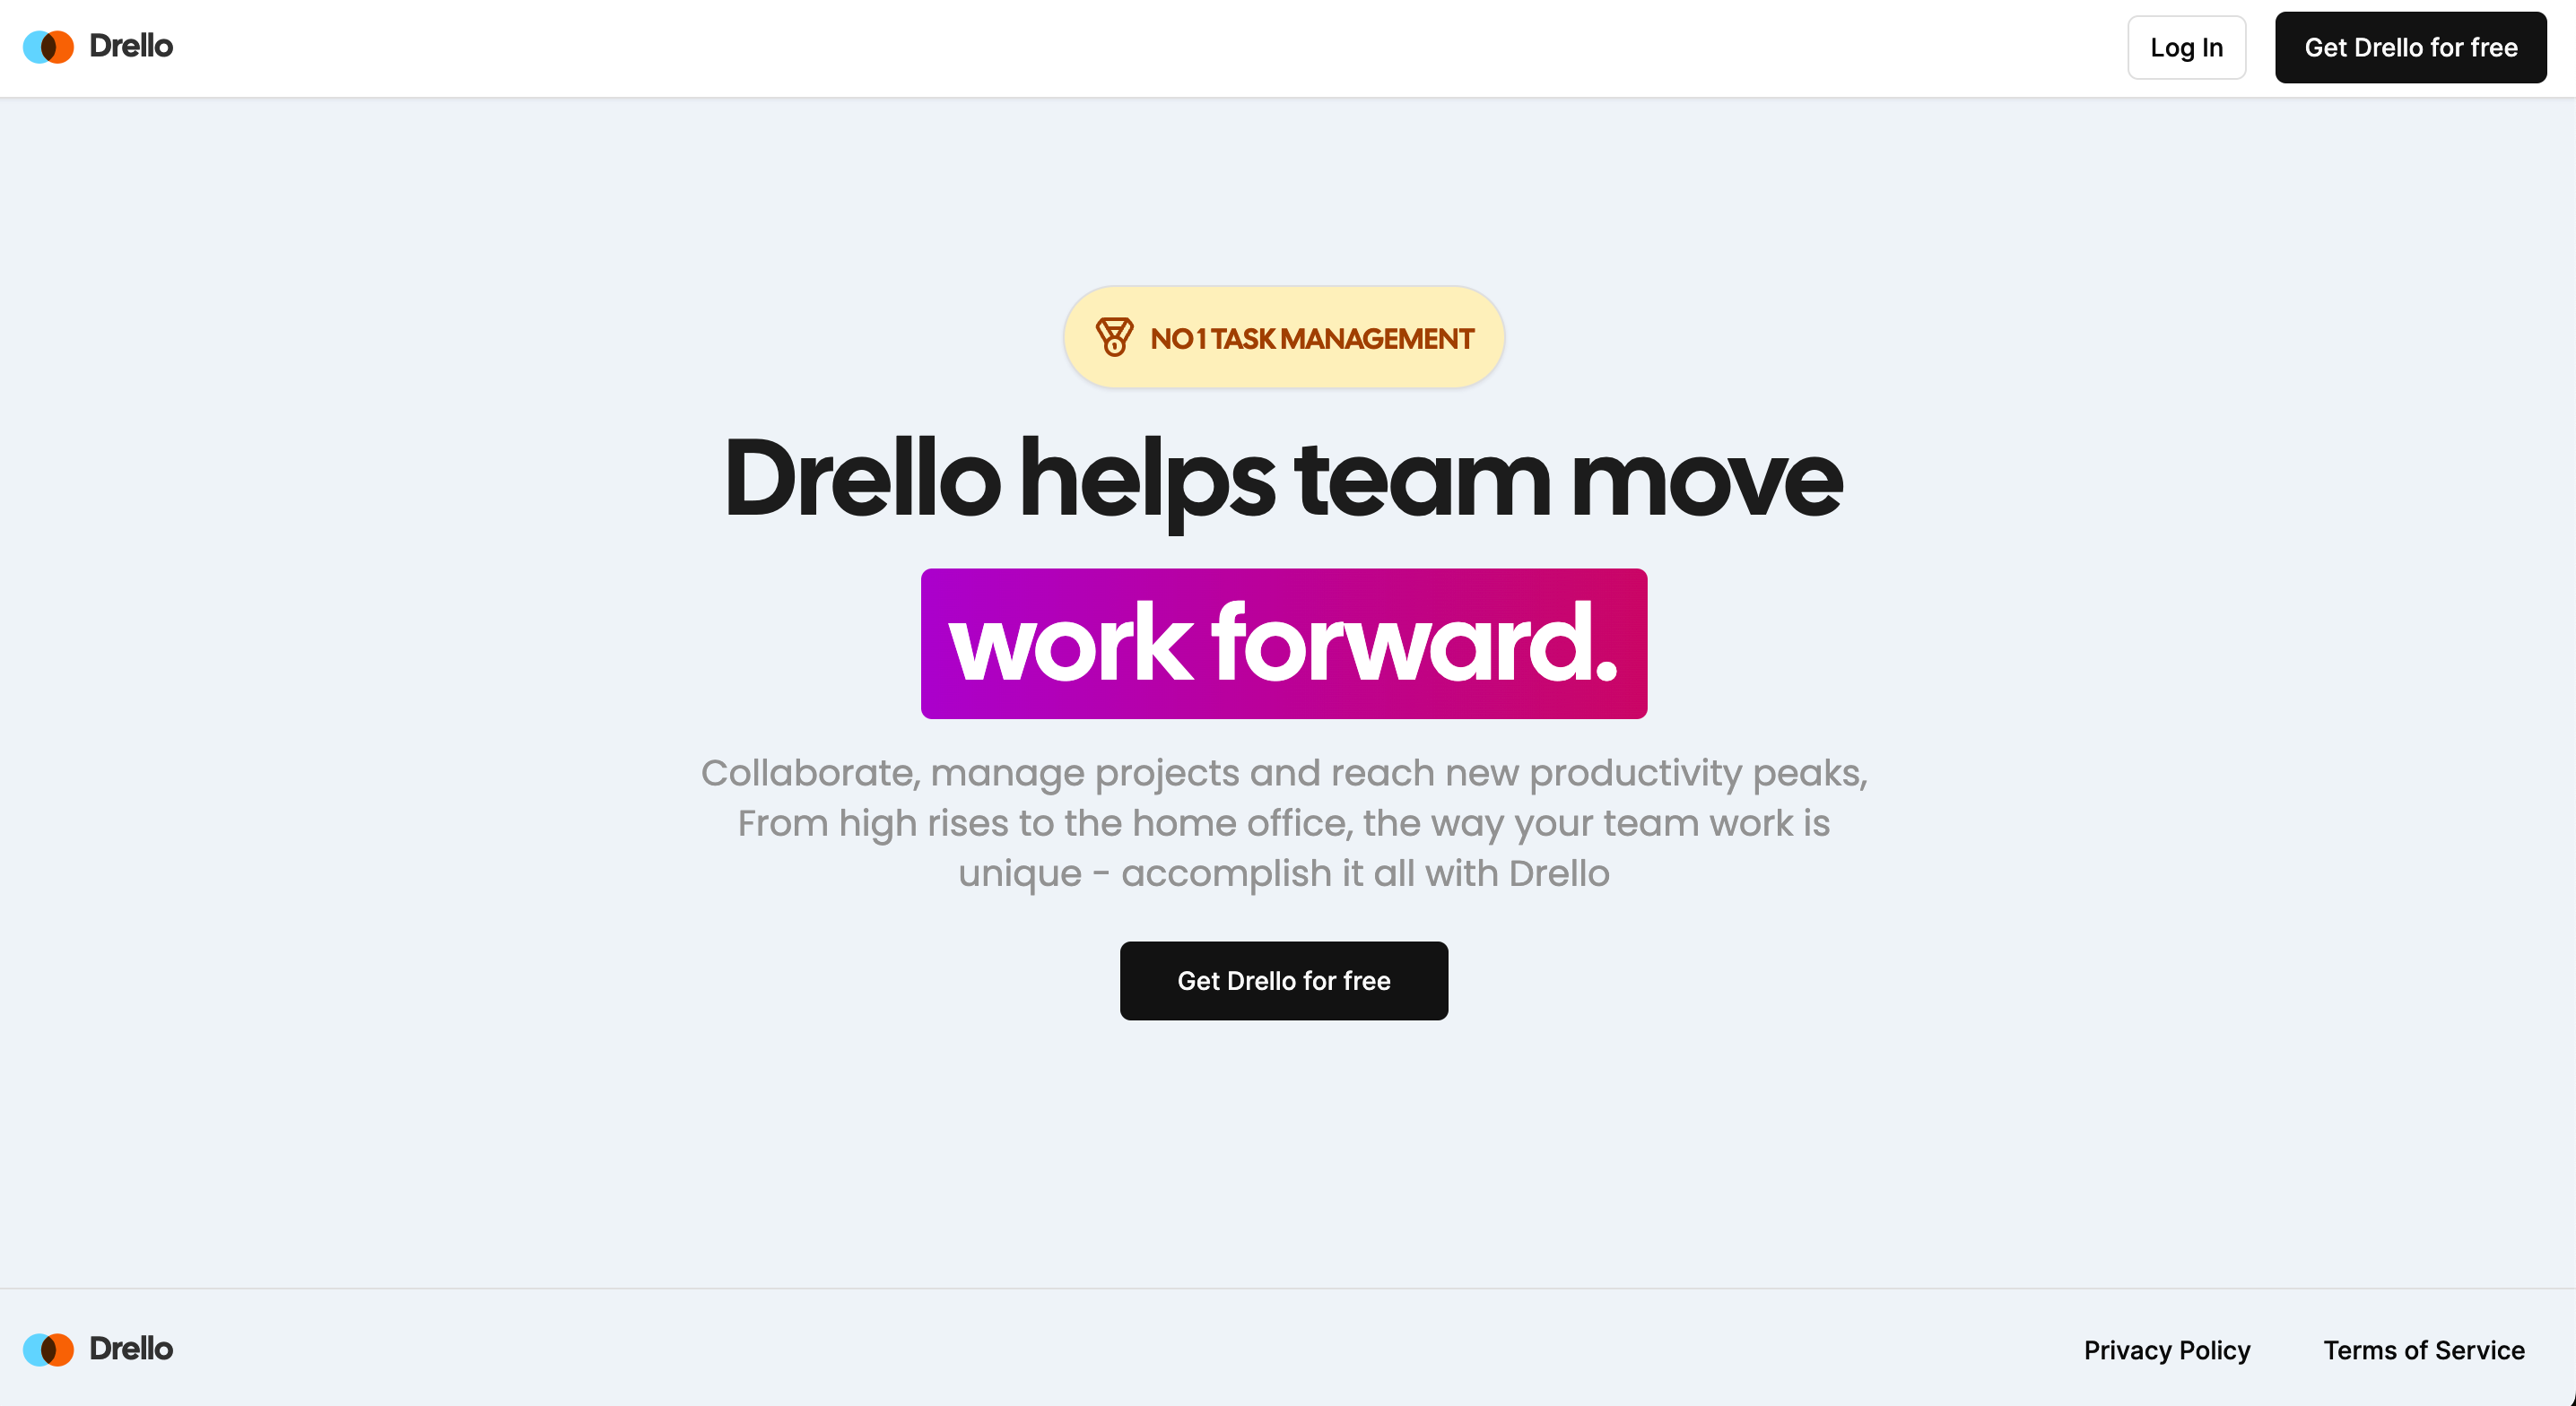 Drello
Log In
Get Drello for free
NO 1 TASK MANAGEMENT
Drello helps team move
work forward.
Collaborate, manage projects and reach new productivity peaks,
From high rises to the home office, the way your team work is
unique - accomplish it all with Drello
Get Drello for free
Drello
Privacy Policy
Terms of Service